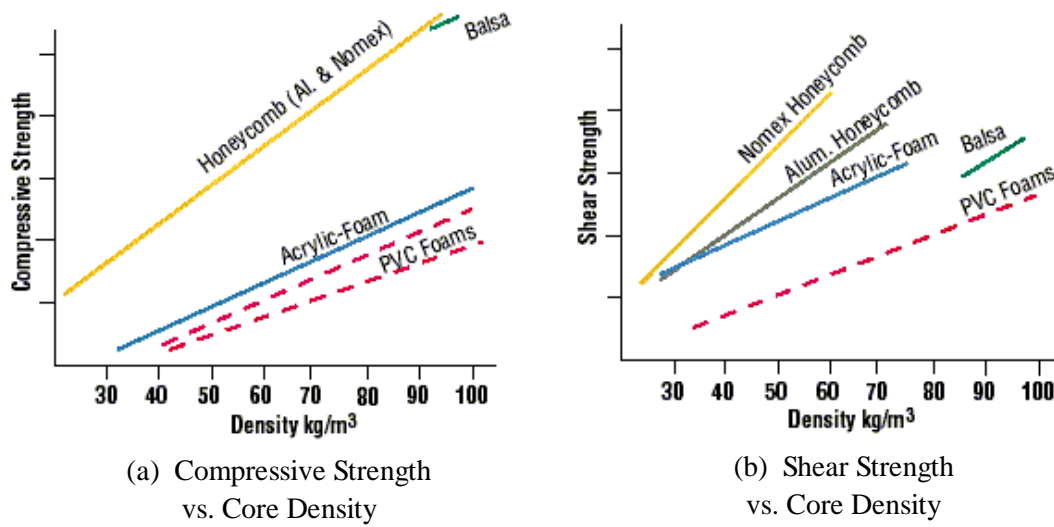 Compressive Strength
Honeycomb (Al. & Nomex)
Balsa
Acrylic-Foam
PVC Foams
30 40 50 60 70 80 90 100
Density kg/m³
(a) Compressive Strength
vs. Core Density
Shear Strength
Nomex Honeycomb
Alum. Honeycomb
Acrylic-Foam
Balsa
PVC Foams
30 40 50 60 70 80 90 100
Density kg/m³
(b) Shear Strength
vs. Core Density